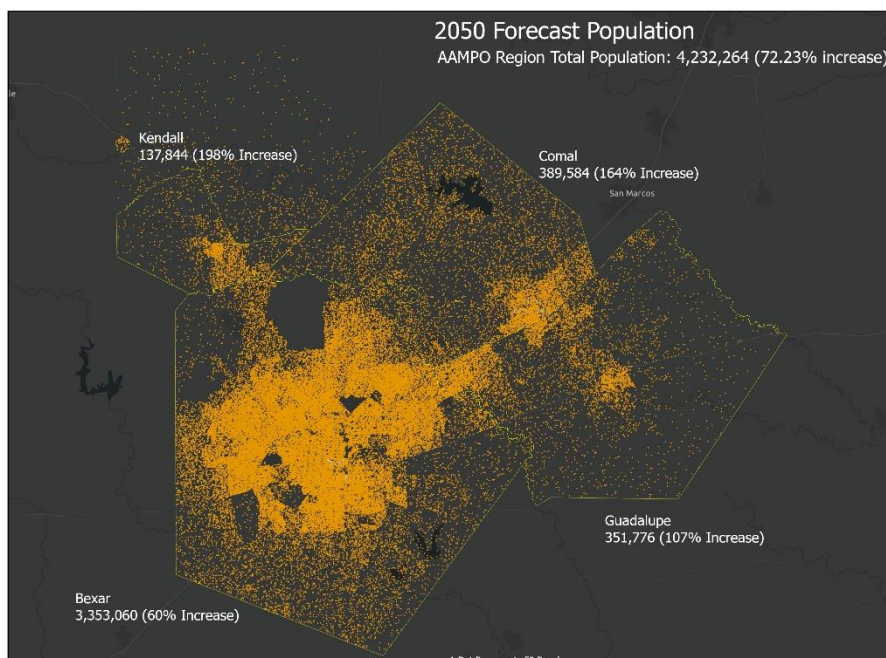 2050 Forecast Population
AAMPO Region Total Population: 4,232,264 (72.23% increase)
le
Kendall
137,844 (198% Increase)
Comal
389,584 (164% Increase)
San Marcos
Guadalupe
351,776 (107% Increase)
Bexar
3,353,060 (60% Increase)